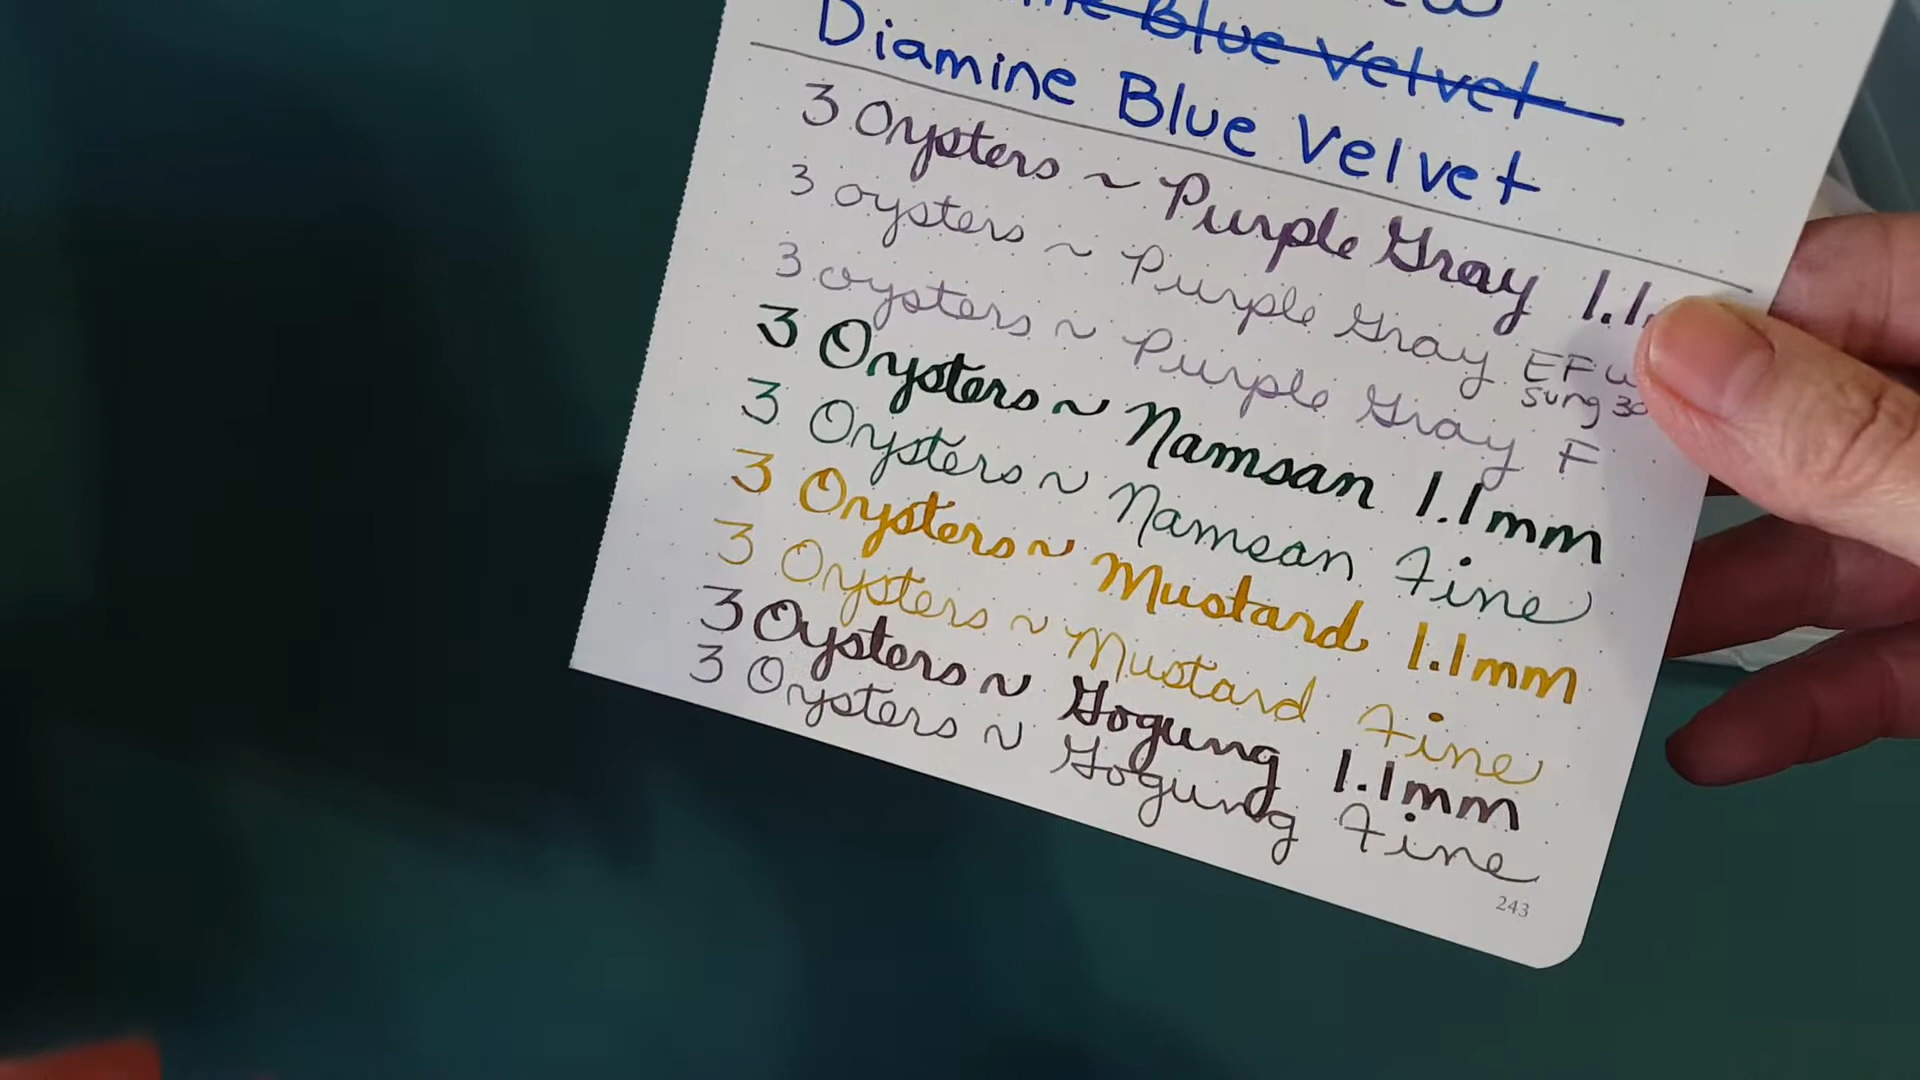 Blue Velvet
Diamine Blue Velvet
3 Oysters ~ Purple Gray 1.1
3 oysters ~ Purple Gray EF
Sung 30
3 oysters ~ Purple Gray F
3 Oysters ~ Namsan 1.1mm
3 Oysters ~ Namsan Fine
3 Oysters ~ Mustard 1.1mm
3 Oysters ~ Mustard Fine
3 Oysters ~ Gogung 1.1mm
3 Oysters ~ Gogung Fine
243